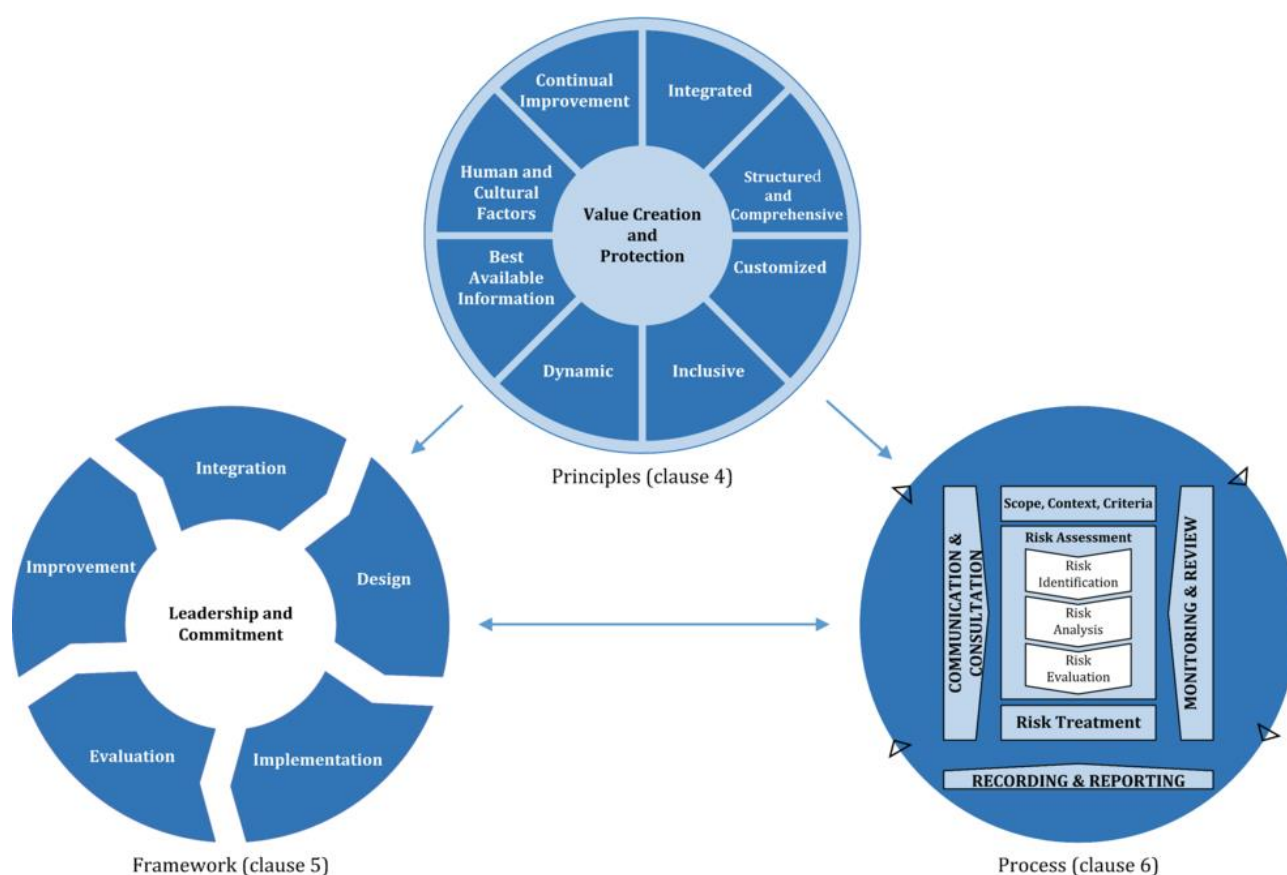 Continual
Improvement
Integrated
Human and
Cultural
Factors
Structured
and
Comprehensive
Value Creation
and
Protection
Best
Available
Information
Customized
Dynamic
Inclusive
Principles (clause 4)
Integration
Improvement
Design
Leadership and
Commitment
Evaluation
Implementation
Framework (clause 5)
Scope, Context, Criteria
COMMUNICATION &
CONSULTATION
Risk Assessment
Risk
Identification
Risk
Analysis
Risk
Evaluation
MONITORING & REVIEW
Risk Treatment
RECORDING & REPORTING
Process (clause 6)